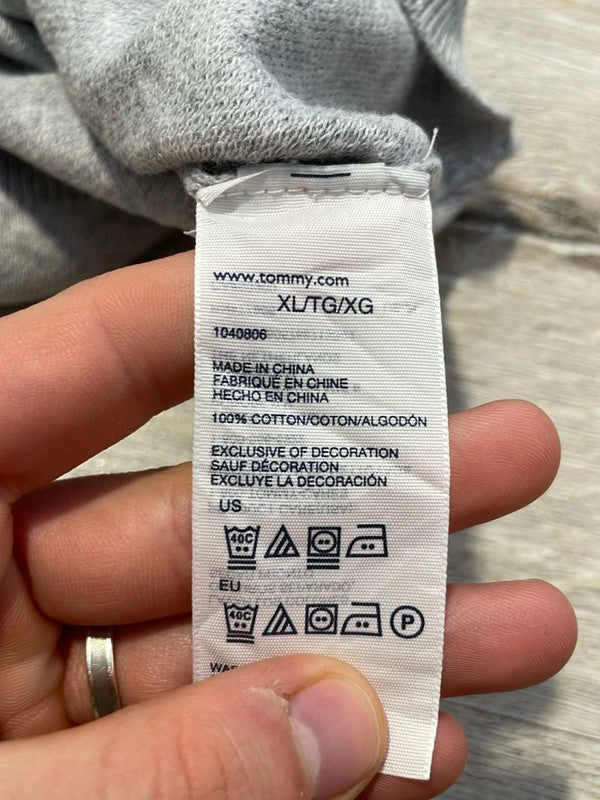 www.tommy.com
XL/TG/XG
1040806
MADE IN CHINA
FABRIQUÉ EN CHINE
HECHO EN CHINA
100% COTTON/COTON/ALGODÓN
EXCLUSIVE OF DECORATION
SAUF DÉCORATION
EXCLUYE LA DECORACIÓN
US
40C
EU
40C P